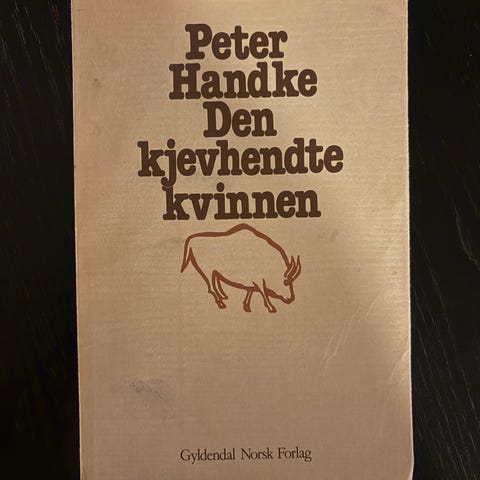 Peter
Handke
Den
kjevhendte
kvinnen
Gyldendal Norsk Forlag